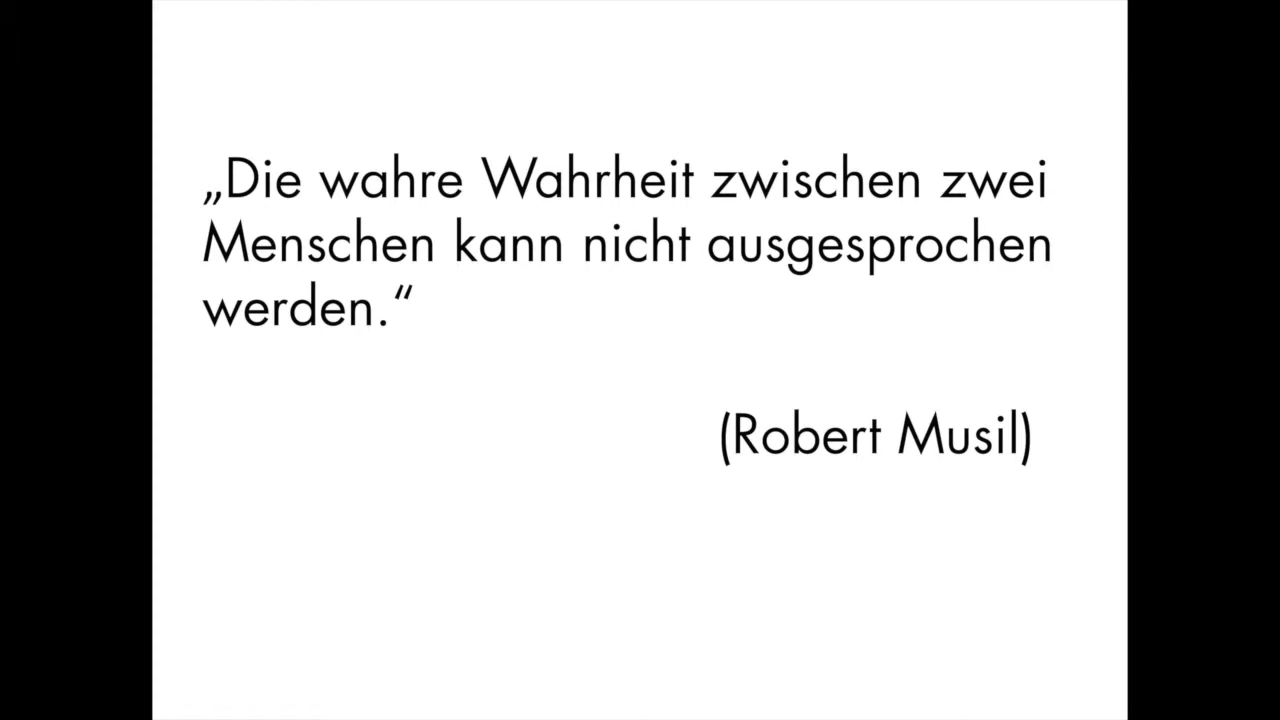 „Die wahre Wahrheit zwischen zwei
Menschen kann nicht ausgesprochen
werden.“
(Robert Musil)